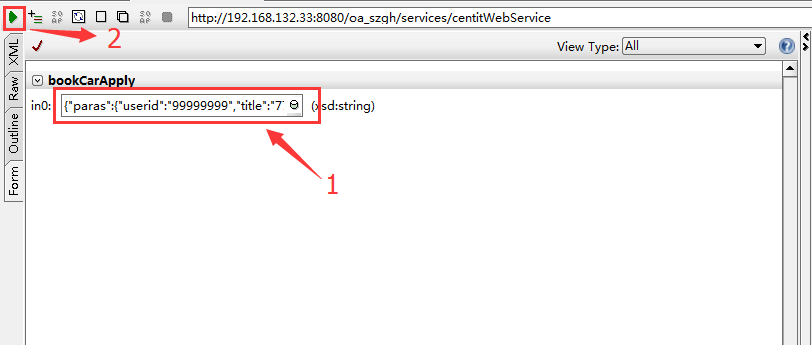 http://192.168.132.33:8080/oa_szgh/services/centitWebService
2
View Type: All
XML
Raw
Outline
Form
bookCarApply
in0: {"paras":{"userid":"99999999","title":"7 (xsd:string)
1